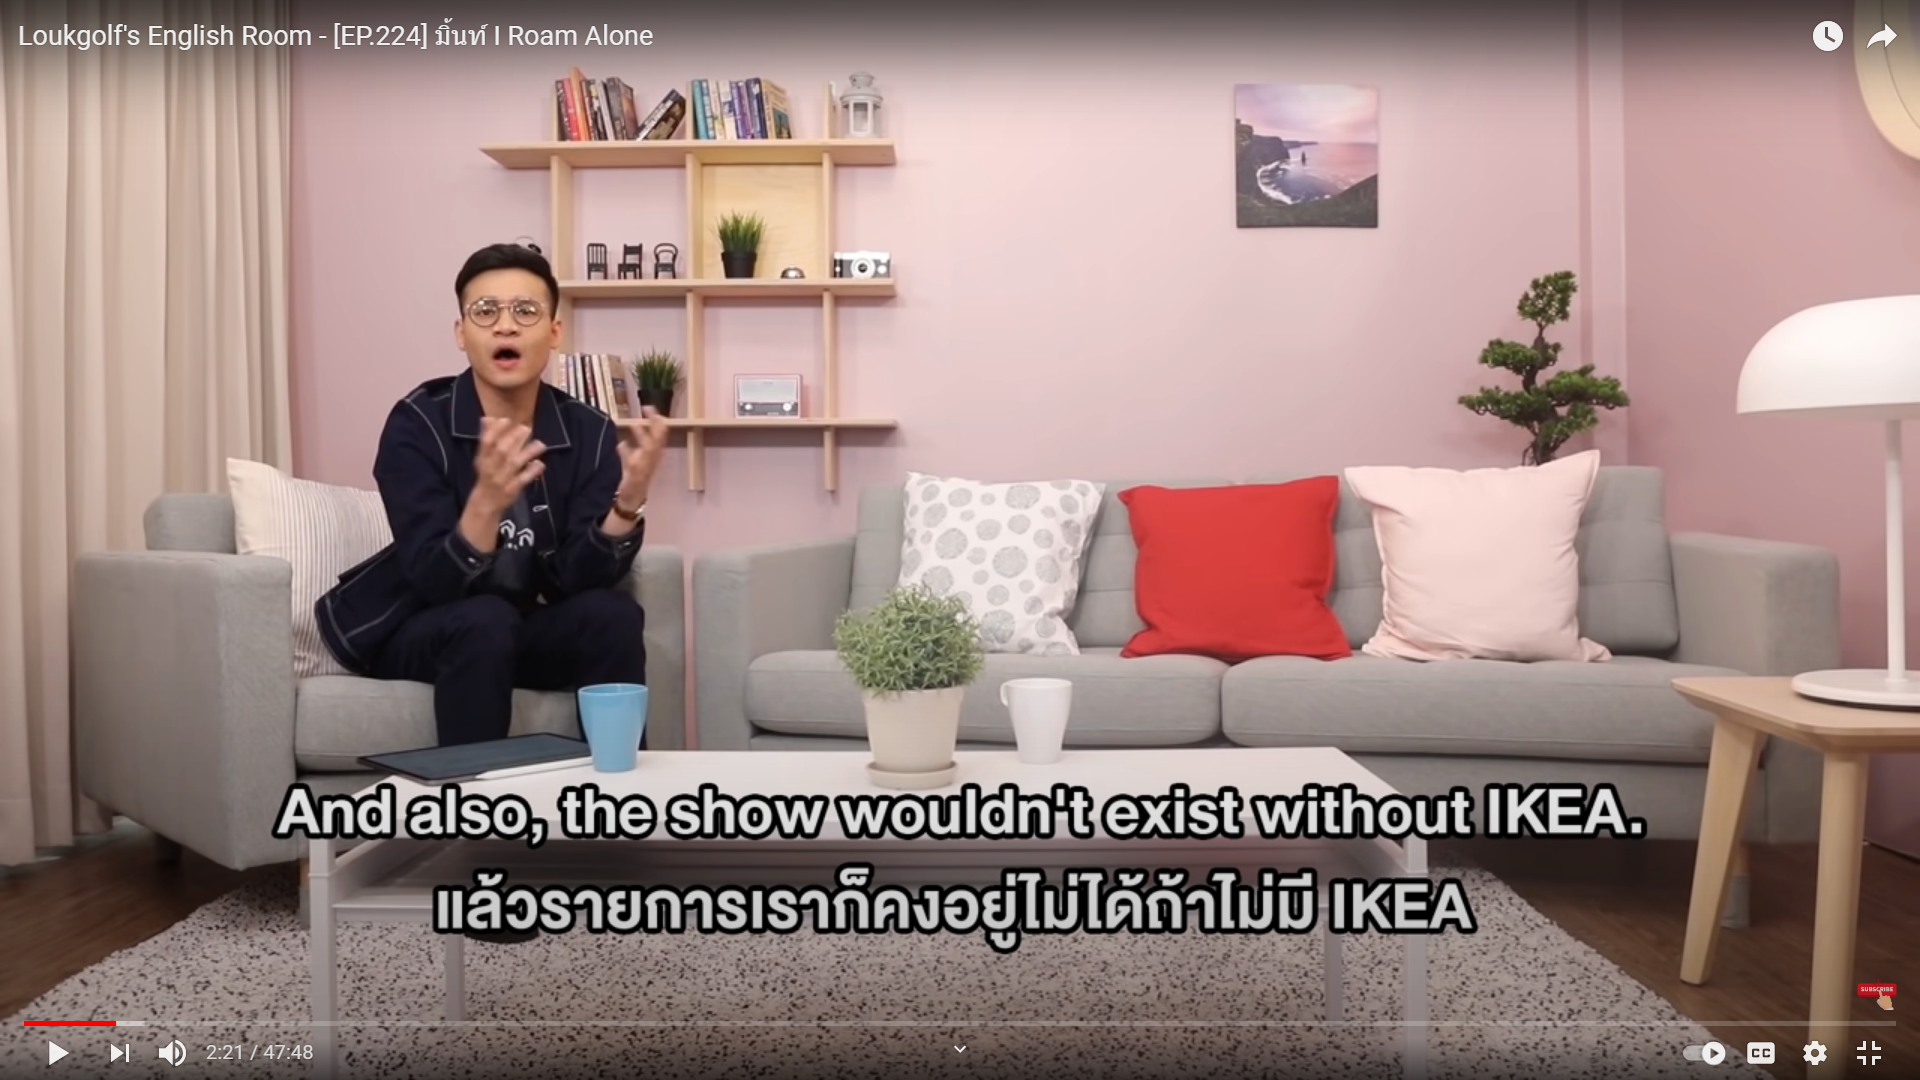 Loukgolf's English Room - [EP.224] มิ้นท์ I Roam Alone
And also, the show wouldn't exist without IKEA.
แล้วรายการเราก็คงอยู่ไม่ได้ถ้าไม่มี IKEA
SUBSCRIBE
2:21 / 47:48
CC